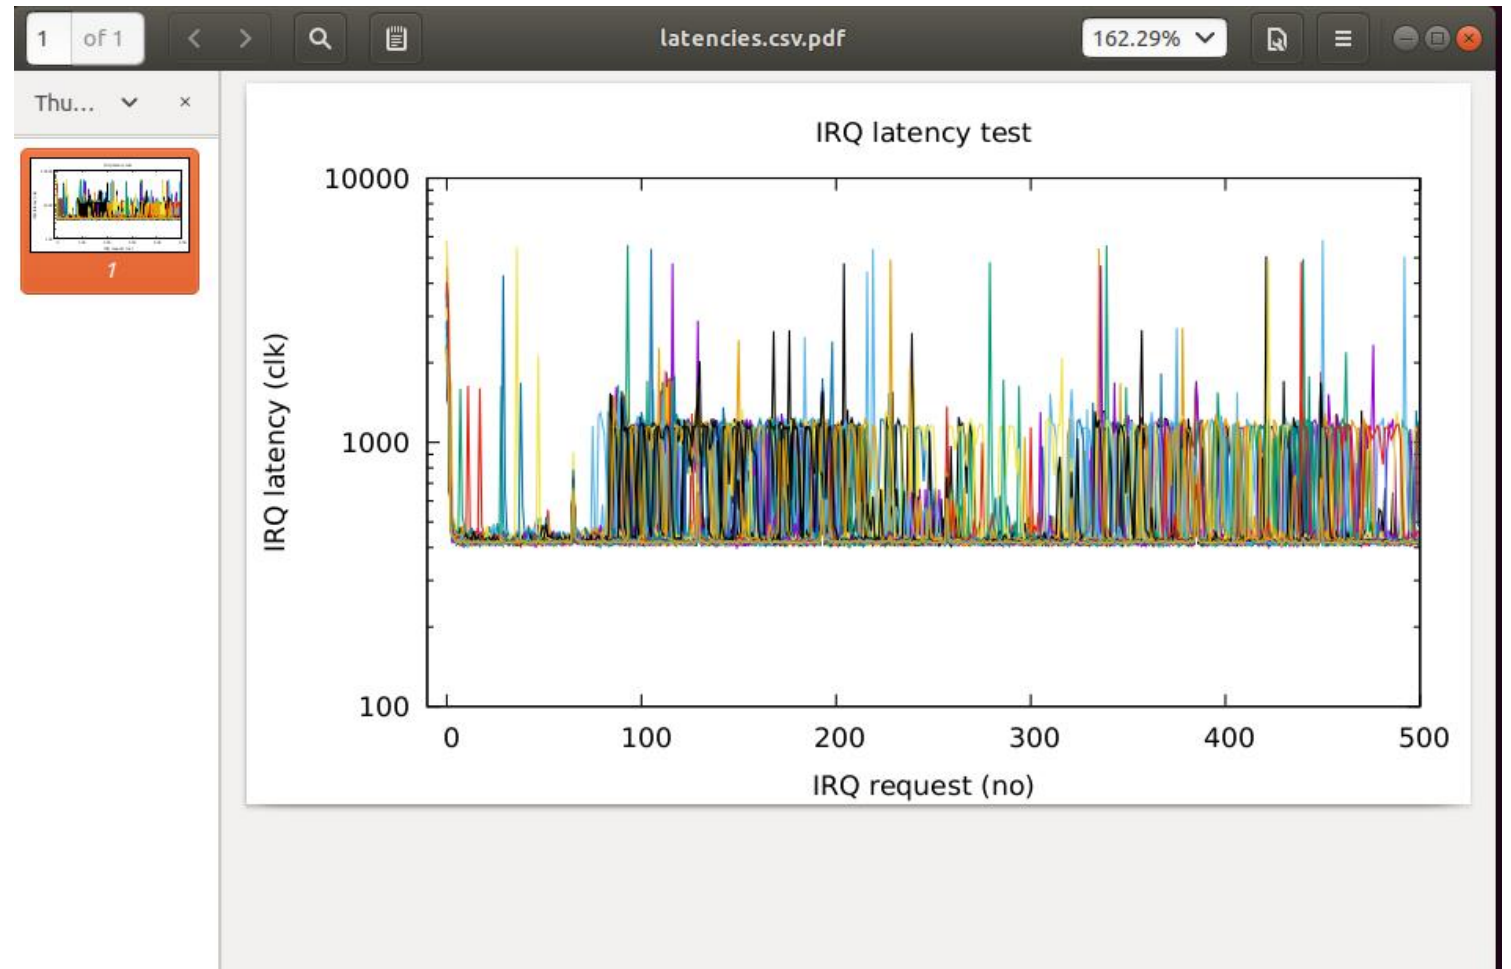 1 of 1
latencies.csv.pdf
162.29%
Thu...
1
IRQ latency test
10000
1000
100
IRQ latency (clk)
0 100 200 300 400 500
IRQ request (no)